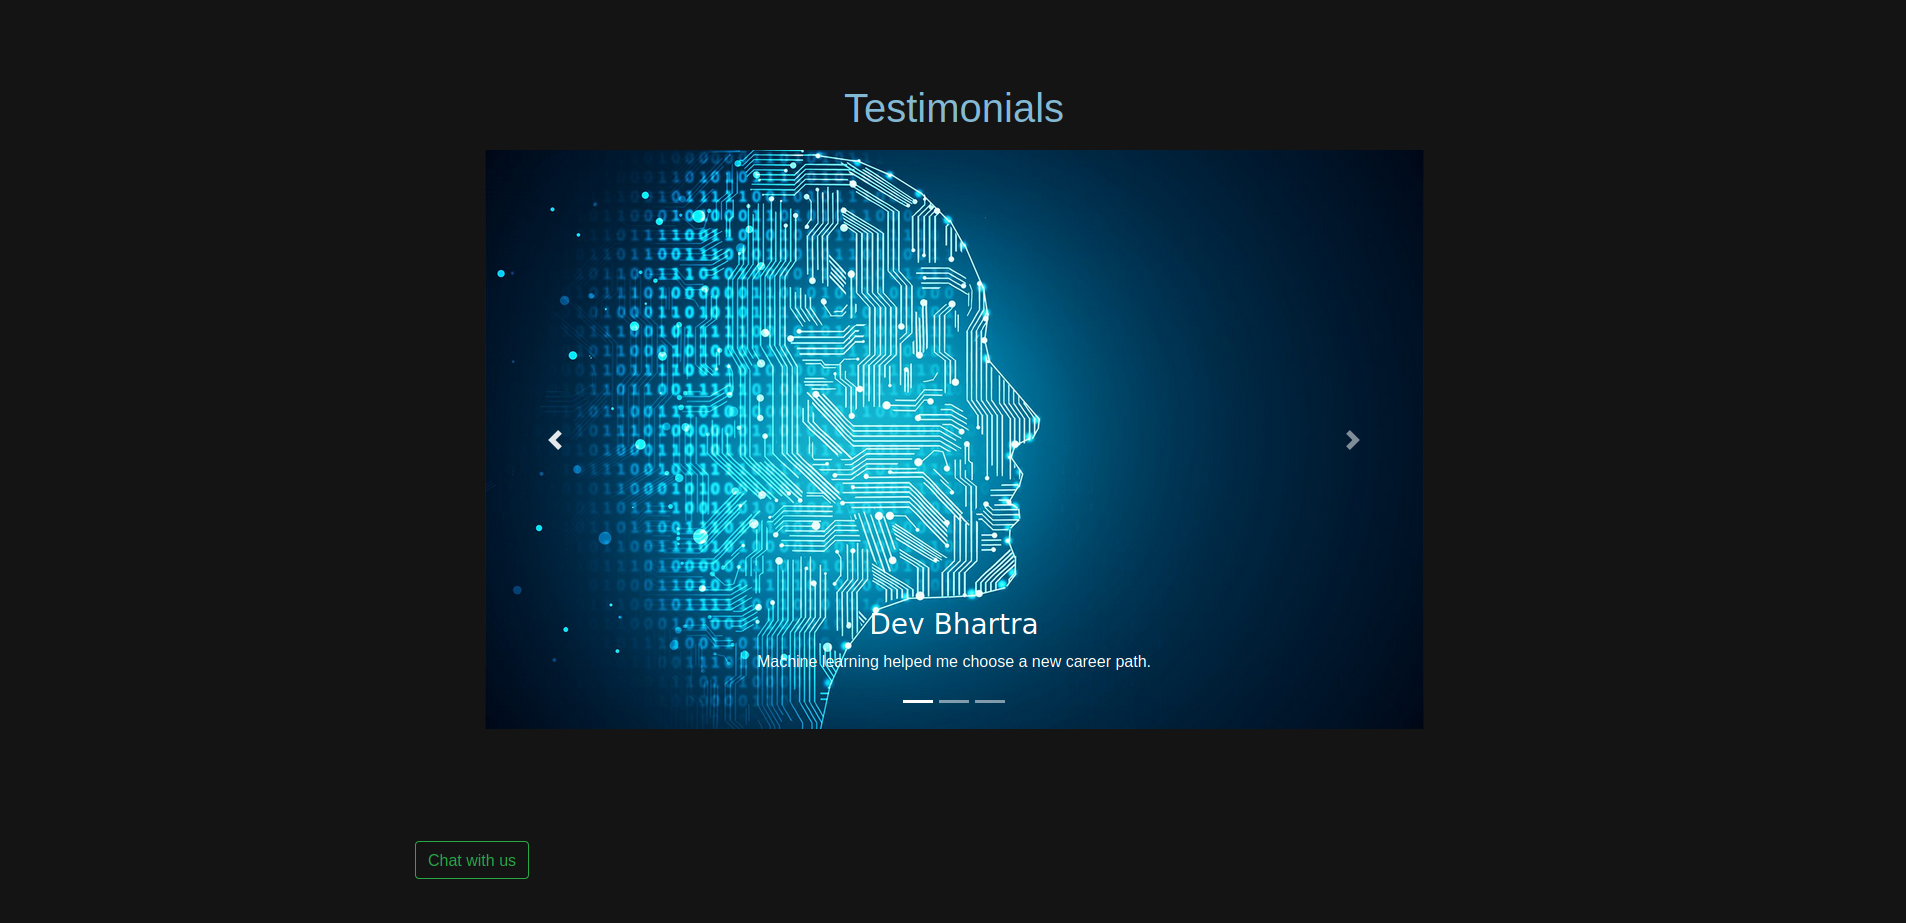 Testimonials
Dev Bhartra
Machine learning helped me choose a new career path.
Chat with us